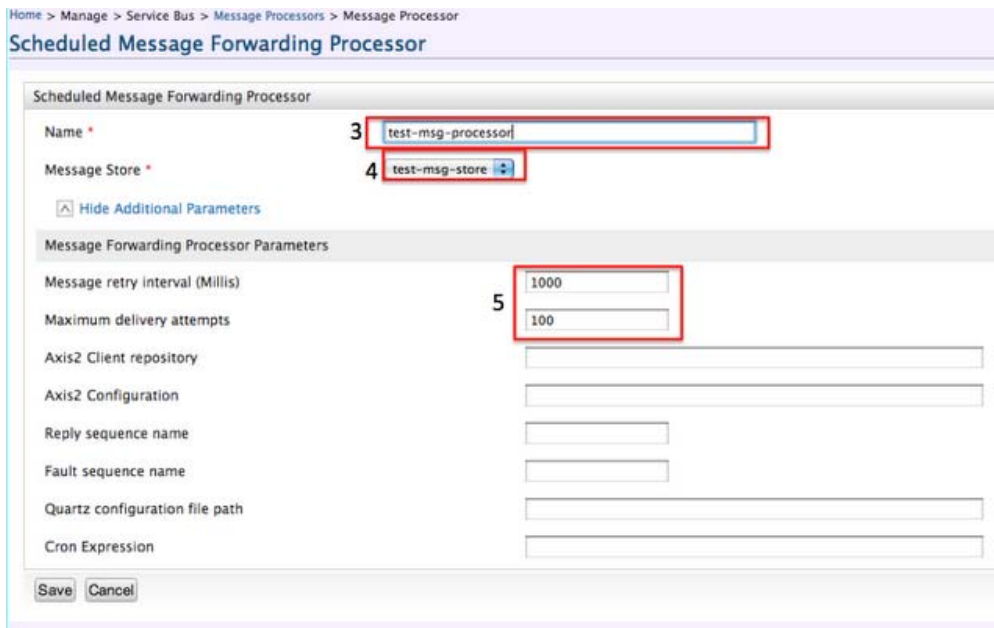 Home > Manage > Service Bus > Message Processors > Message Processor
Scheduled Message Forwarding Processor
Scheduled Message Forwarding Processor
Name * 3 test-msg-processor
Message Store * 4 test-msg-store
Hide Additional Parameters
Message Forwarding Processor Parameters
Message retry interval (Millis) 1000
5
Maximum delivery attempts 100
Axis2 Client repository
Axis2 Configuration
Reply sequence name
Fault sequence name
Quartz configuration file path
Cron Expression
Save Cancel